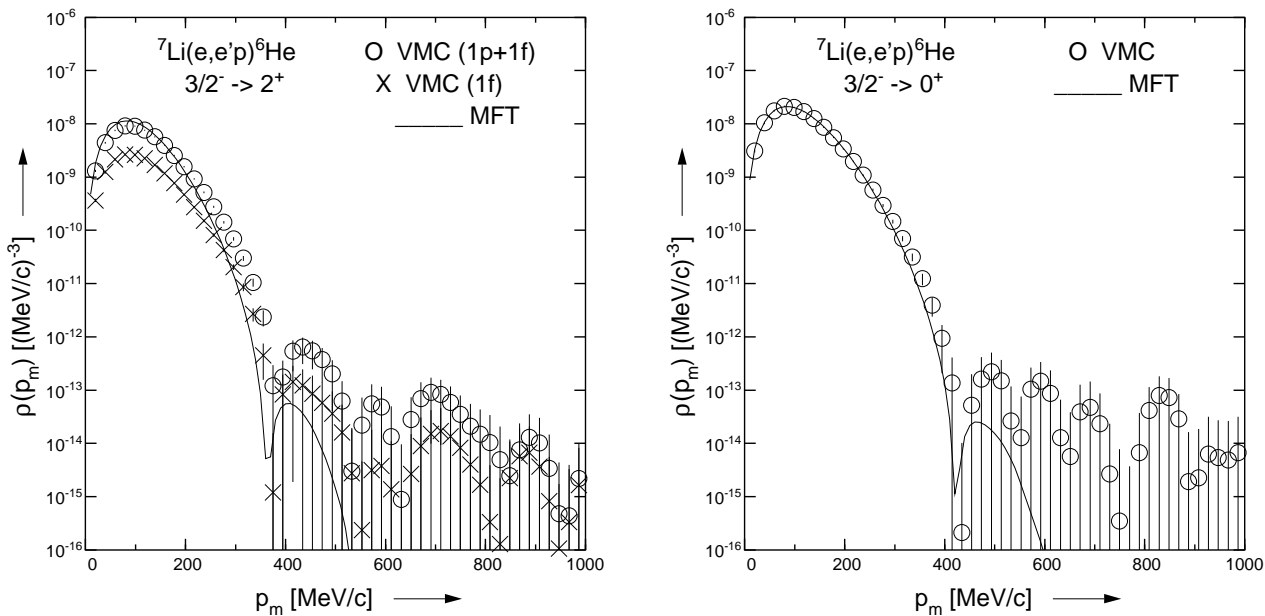 ⁷Li(e,e'p)⁶He O VMC (1p+1f)
3/2⁻ -> 2⁺ X VMC (1f)
_____ MFT
10⁻⁶
10⁻⁷
10⁻⁸
10⁻⁹
10⁻¹⁰
10⁻¹¹
10⁻¹²
10⁻¹³
10⁻¹⁴
10⁻¹⁵
10⁻¹⁶
ρ(pₘ) [(MeV/c)⁻³]
0 200 400 600 800 1000
pₘ [MeV/c]
⁷Li(e,e'p)⁶He O VMC
3/2⁻ -> 0⁺ _____ MFT
10⁻⁶
10⁻⁷
10⁻⁸
10⁻⁹
10⁻¹⁰
10⁻¹¹
10⁻¹²
10⁻¹³
10⁻¹⁴
10⁻¹⁵
10⁻¹⁶
ρ(pₘ) [(MeV/c)⁻³]
0 200 400 600 800 1000
pₘ [MeV/c]